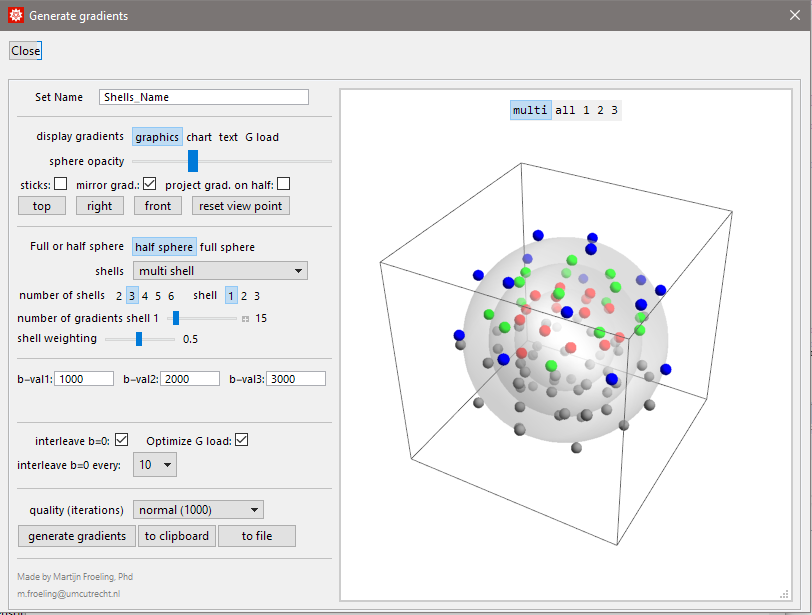 Generate gradients
Close
Set Name Shells_Name
display gradients graphics chart text G load
sphere opacity
sticks: mirror grad.: project grad. on half:
top right front reset view point
Full or half sphere half sphere full sphere
shells multi shell
number of shells 2 3 4 5 6 shell 1 2 3
number of gradients shell 1 15
shell weighting 0.5
b-val1: 1000 b-val2: 2000 b-val3: 3000
interleave b=0: Optimize G load:
interleave b=0 every: 10
quality (iterations) normal (1000)
generate gradients to clipboard to file
Made by Martijn Froeling, Phd
m.froeling@umcutrecht.nl
multi all 1 2 3